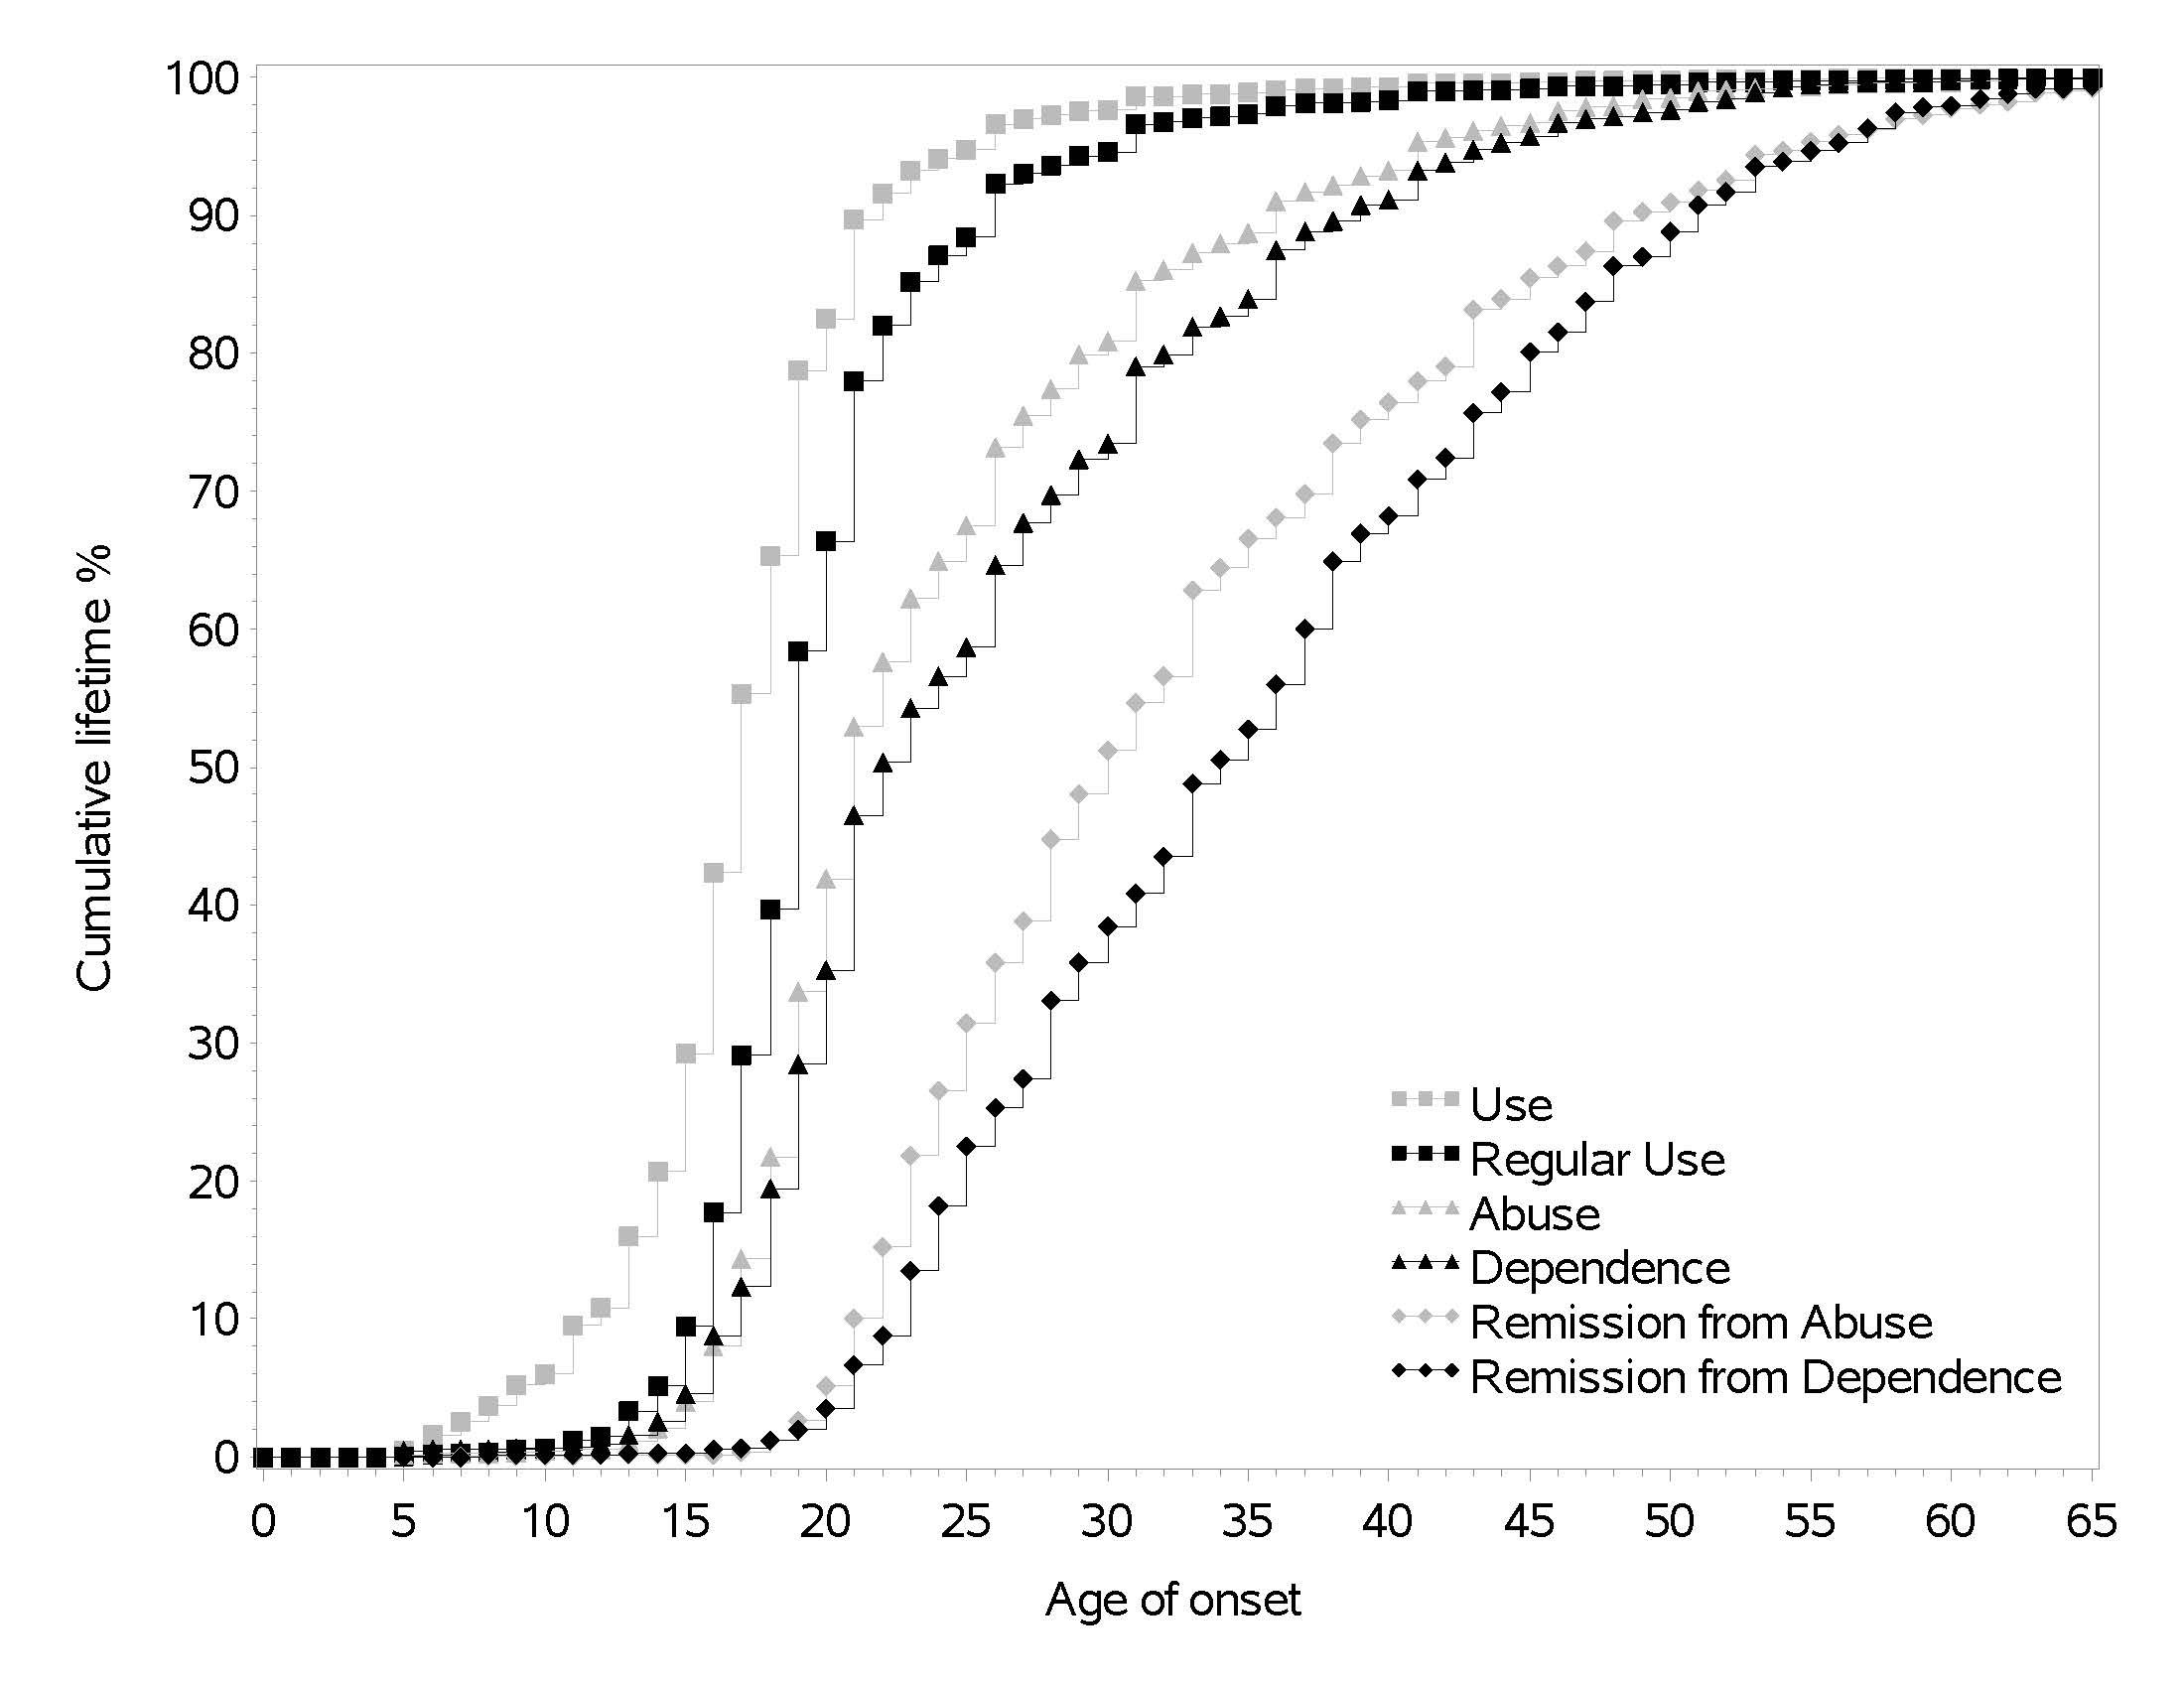 100
90
80
70
60
50
40
30
20
10
0
Cumulative lifetime %
0 5 10 15 20 25 30 35 40 45 50 55 60 65
Age of onset
Use
Regular Use
Abuse
Dependence
Remission from Abuse
Remission from Dependence